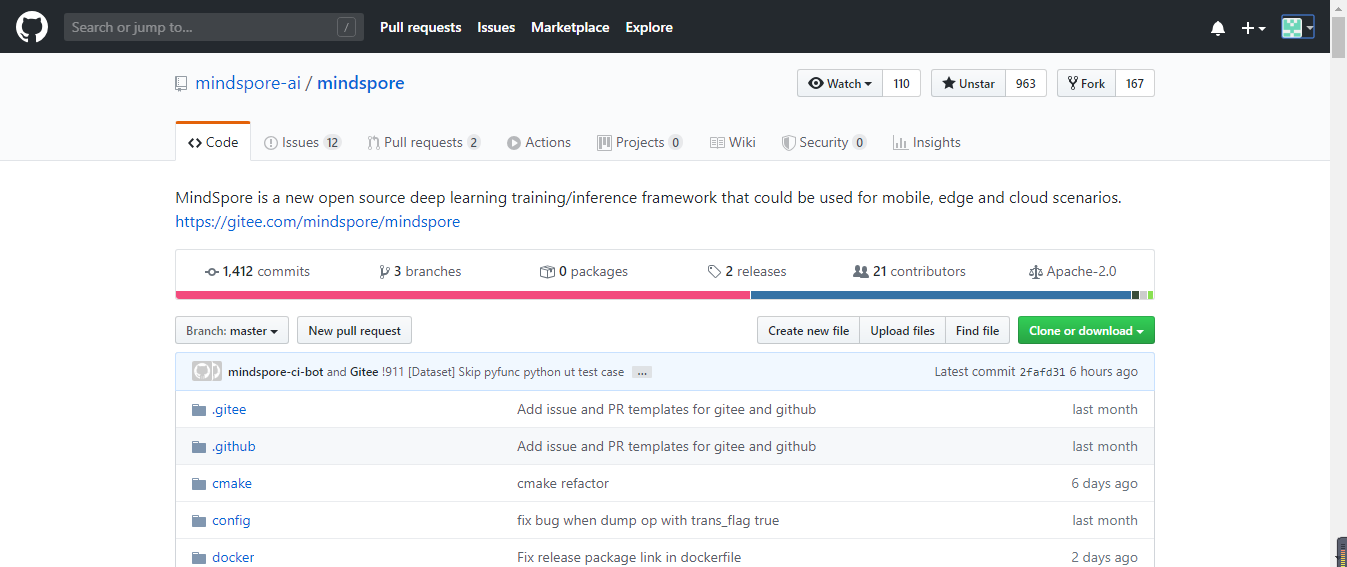 Search or jump to... / Pull requests Issues Marketplace Explore
mindspore-ai / mindspore Watch 110 Unstar 963 Fork 167
Code Issues 12 Pull requests 2 Actions Projects 0 Wiki Security 0 Insights
MindSpore is a new open source deep learning training/inference framework that could be used for mobile, edge and cloud scenarios.
https://gitee.com/mindspore/mindspore
1,412 commits 3 branches 0 packages 2 releases 21 contributors Apache-2.0
Branch: master New pull request Create new file Upload files Find file Clone or download
mindspore-ci-bot and Gitee !911 [Dataset] Skip pyfunc python ut test case ... Latest commit 2fafd31 6 hours ago
.gitee Add issue and PR templates for gitee and github last month
.github Add issue and PR templates for gitee and github last month
cmake cmake refactor 6 days ago
config fix bug when dump op with trans_flag true last month
docker Fix release package link in dockerfile 2 days ago